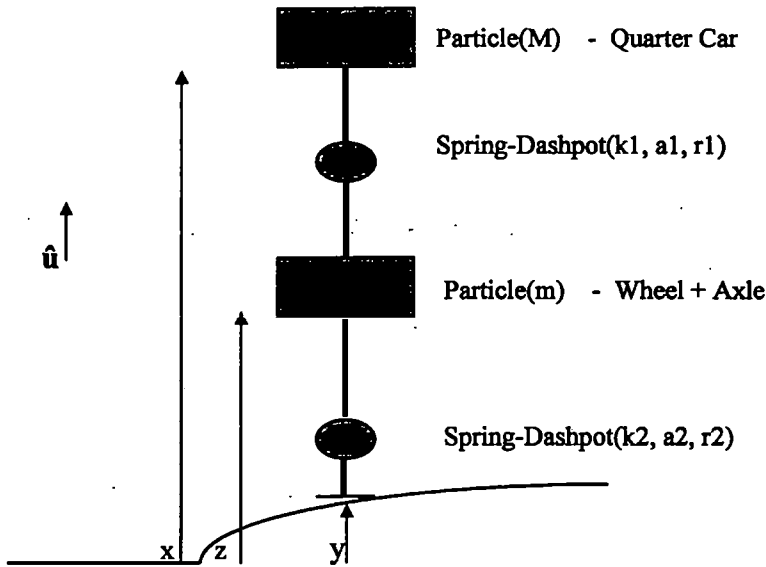 Particle(M) - Quarter Car
Spring-Dashpot(k1, a1, r1)
û
Particle(m) - Wheel + Axle
Spring-Dashpot(k2, a2, r2)
x z y